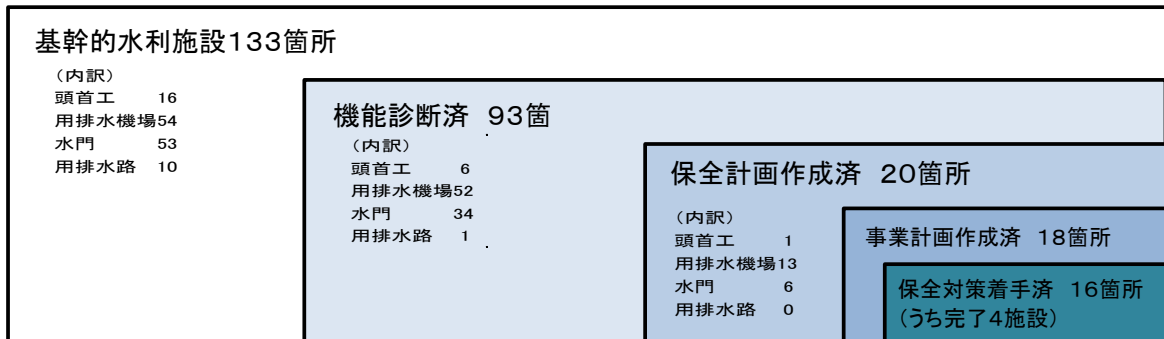 基幹的水利施設133箇所
（内訳）
頭首工 16
用排水機場54
水門 53
用排水路 10
機能診断済 93箇
（内訳）
頭首工 6
用排水機場52
水門 34
用排水路 1
保全計画作成済 20箇所
（内訳）
頭首工 1
用排水機場13
水門 6
用排水路 0
事業計画作成済 18箇所
保全対策着手済 16箇所
（うち完了4施設）